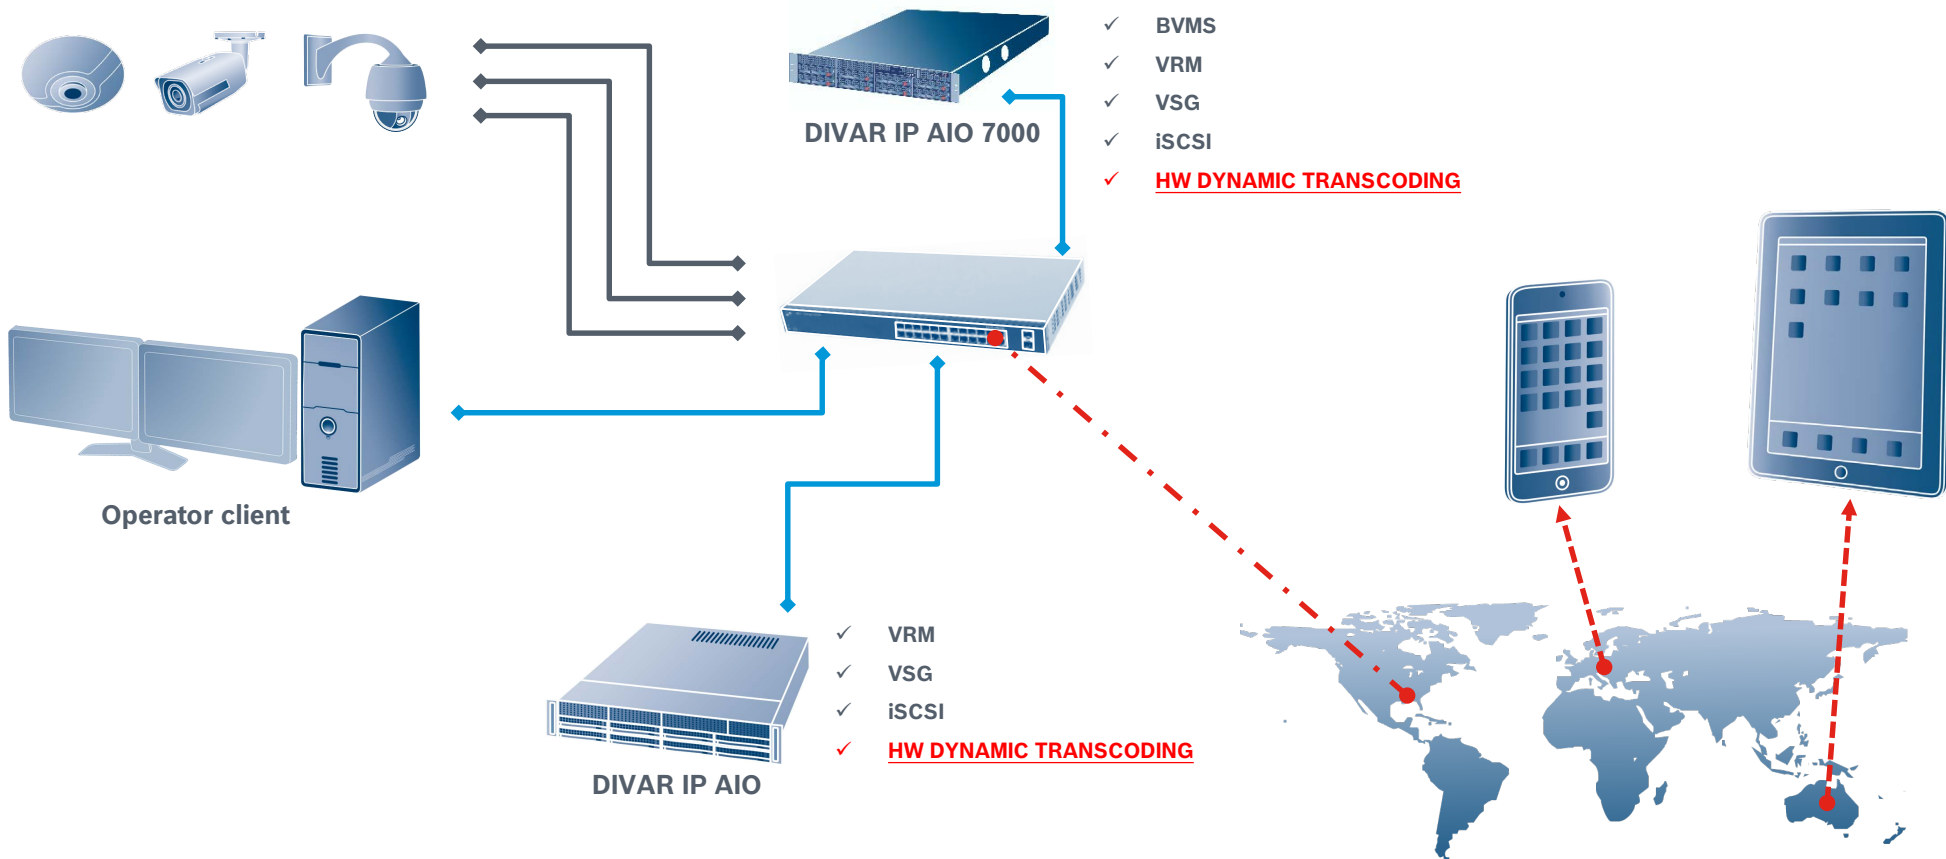 BVMS
VRM
VSG
iSCSI
HW DYNAMIC TRANSCODING
DIVAR IP AIO 7000
Operator client
VRM
VSG
iSCSI
HW DYNAMIC TRANSCODING
DIVAR IP AIO